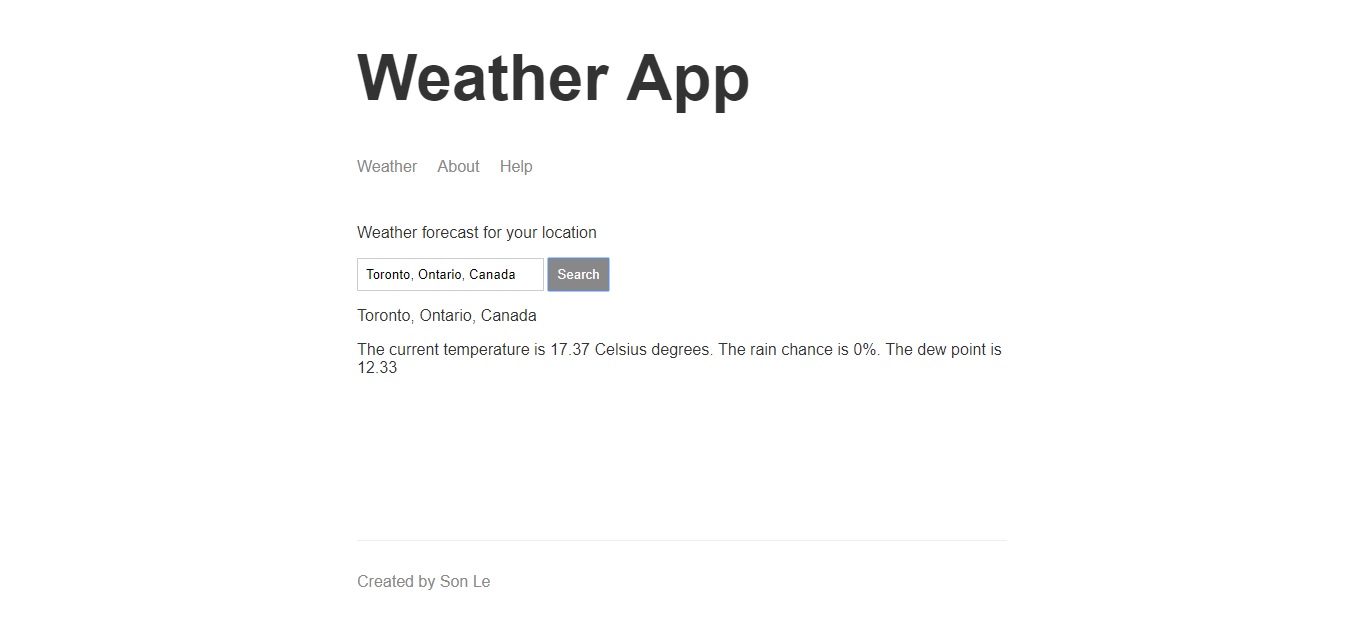 Weather App
Weather About Help
Weather forecast for your location
Toronto, Ontario, Canada Search
Toronto, Ontario, Canada
The current temperature is 17.37 Celsius degrees. The rain chance is 0%. The dew point is
12.33
Created by Son Le